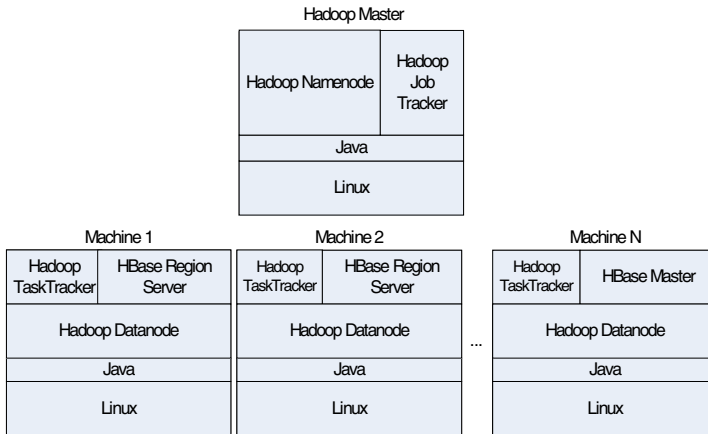 Hadoop Master
Hadoop Namenode
Hadoop
Job
Tracker
Java
Linux
Machine 1
Hadoop
TaskTracker
HBase Region
Server
Hadoop Datanode
Java
Linux
Machine 2
Hadoop
TaskTracker
HBase Region
Server
Hadoop Datanode
Java
Linux
...
Machine N
Hadoop
TaskTracker
HBase Master
Hadoop Datanode
Java
Linux